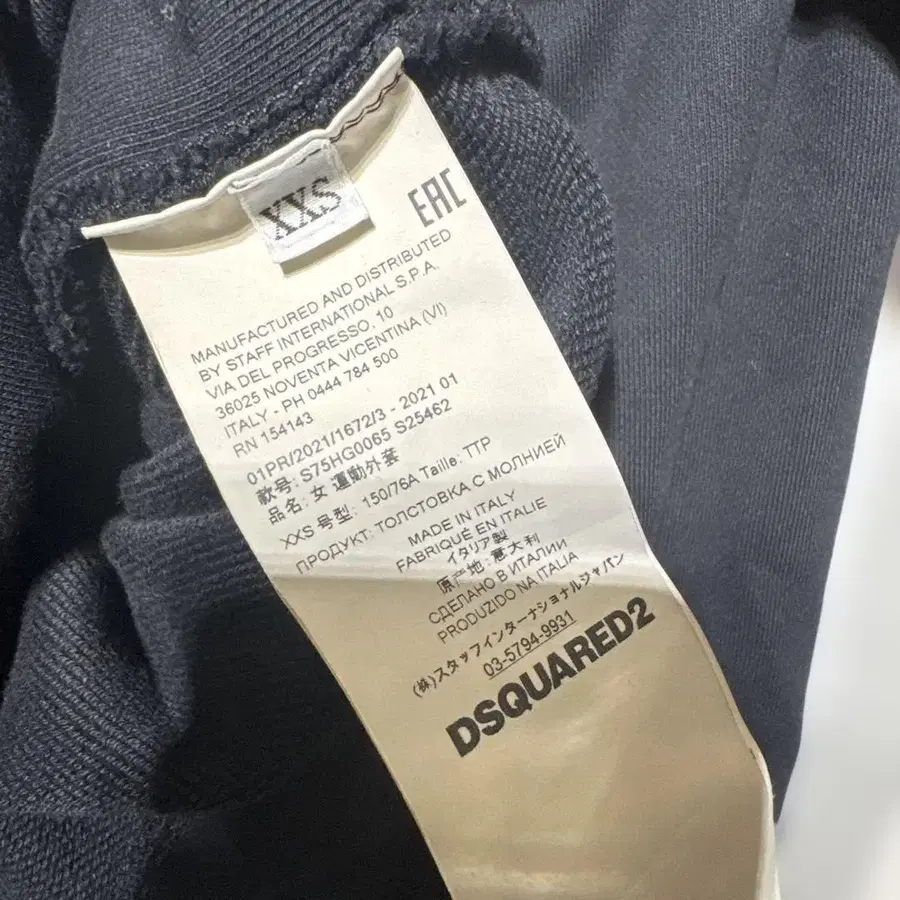 XXS
EAC
MANUFACTURED AND DISTRIBUTED
BY STAFF INTERNATIONAL S.P.A.
VIA DEL PROGRESSO, 10
36025 NOVENTA VICENTINA (VI)
ITALY - PH 0444 784 500
RN 154143
01PR/2021/1672/3 - 2021 01
款号: S75HG0065 S25462
品名: 女 運動外套
XXS 号型: 150/76A Taille: TTP
ПРОДУКТ: ТОЛСТОВКА С МОЛНИЕЙ
MADE IN ITALY
FABRIQUÉ EN ITALIE
イタリア製
原产地: 意大利
СДЕЛАНО В ИТАЛИИ
PRODUZIDO NA ITALIA
(株)スタッフインターナショナルジャパン
03-5794-9931
DSQUARED2